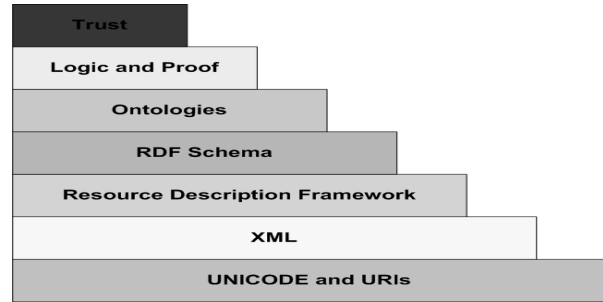 Trust
Logic and Proof
Ontologies
RDF Schema
Resource Description Framework
XML
UNICODE and URIs